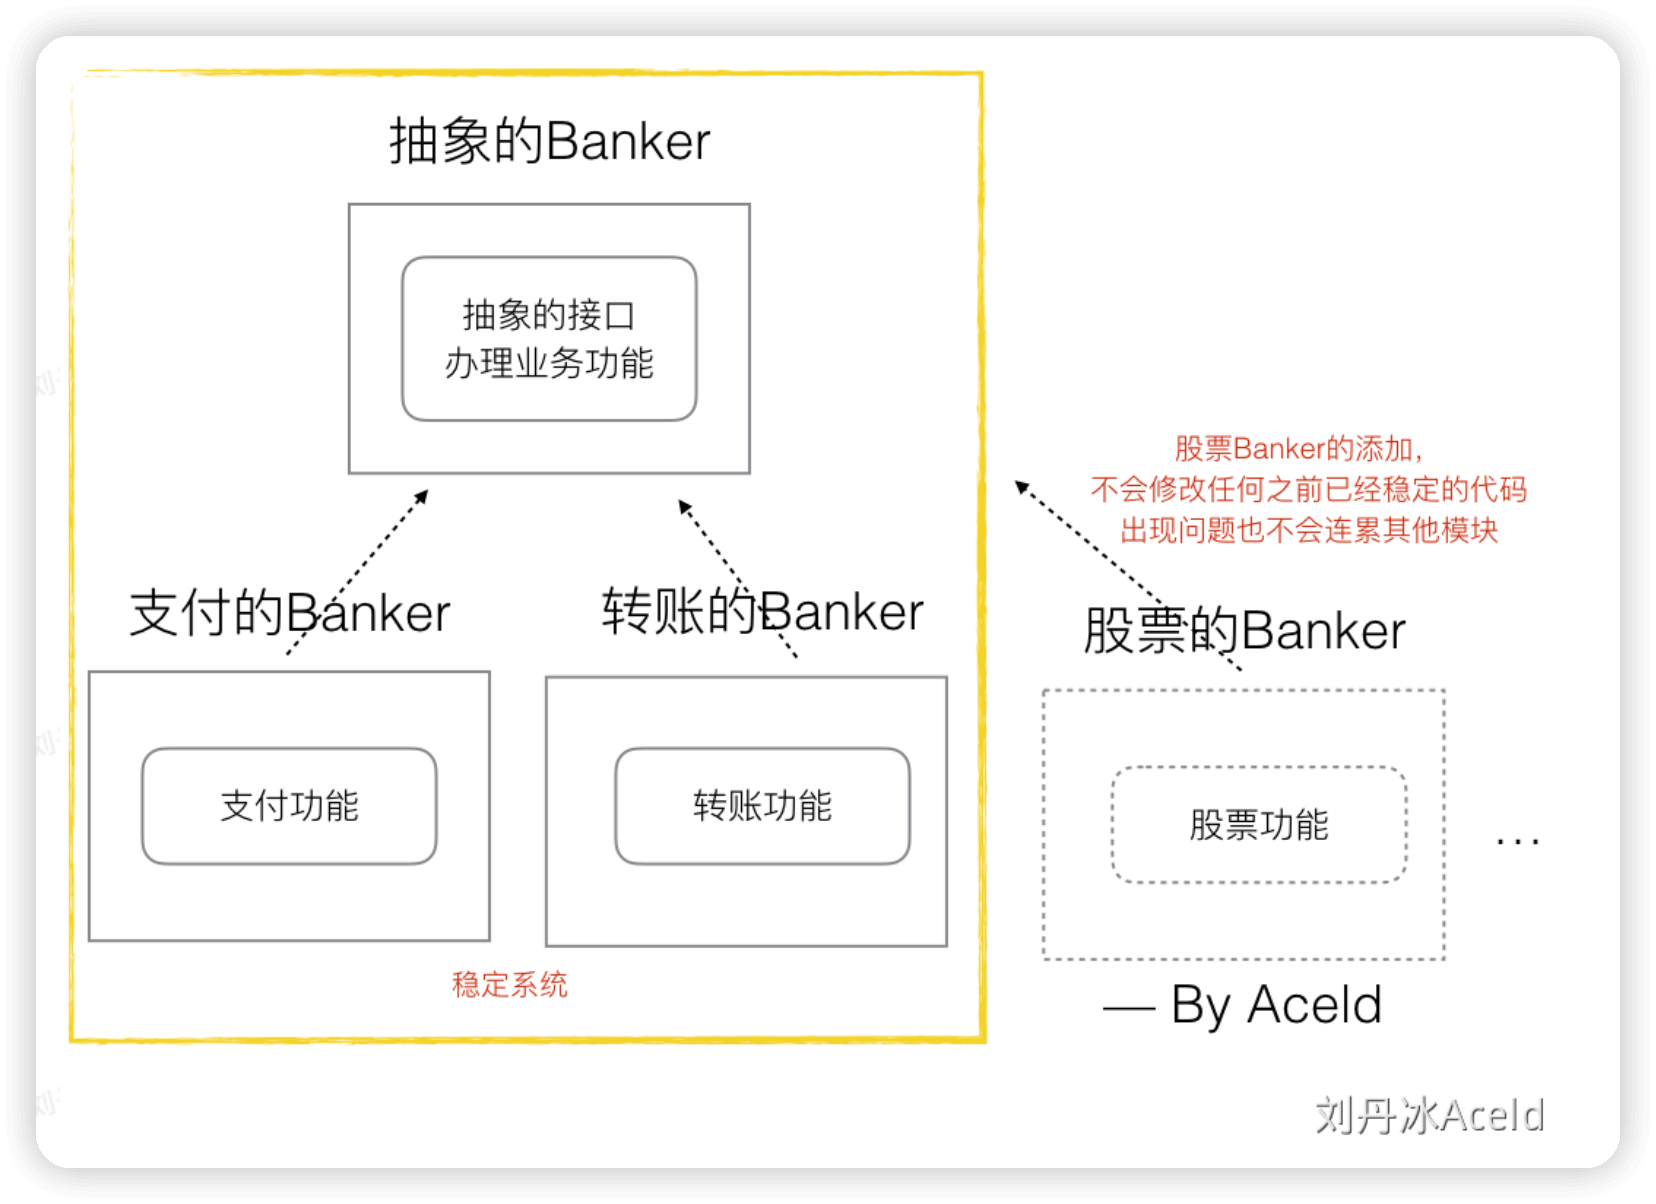 抽象的Banker
抽象的接口
办理业务功能
股票Banker的添加,
不会修改任何之前已经稳定的代码
出现问题也不会连累其他模块
支付的Banker
转账的Banker
股票的Banker
支付功能
转账功能
股票功能
...
稳定系统
— By Aceld
刘丹冰Aceld